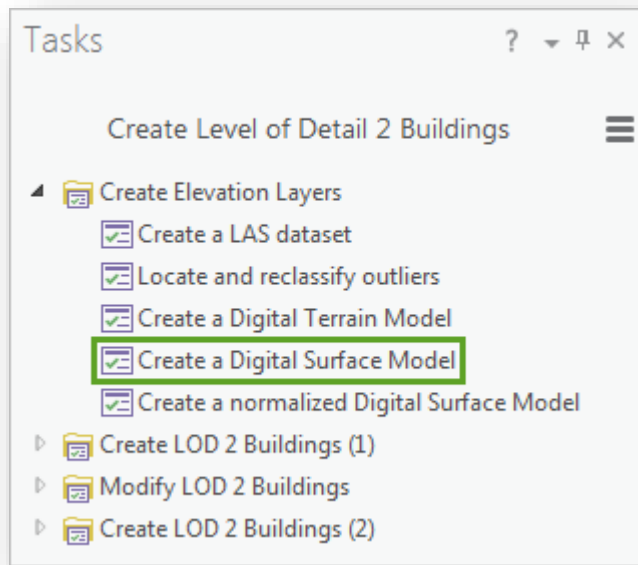 Tasks
?
Create Level of Detail 2 Buildings
Create Elevation Layers
Create a LAS dataset
Locate and reclassify outliers
Create a Digital Terrain Model
Create a Digital Surface Model
Create a normalized Digital Surface Model
Create LOD 2 Buildings (1)
Modify LOD 2 Buildings
Create LOD 2 Buildings (2)